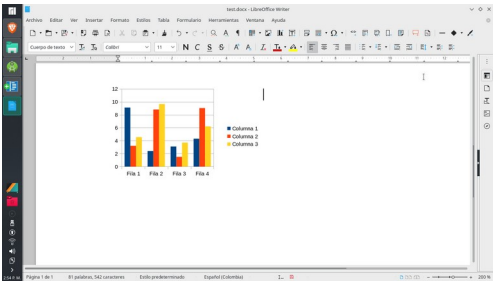 test.docx - LibreOffice Writer
Archivo Editar Ver Insertar Formato Estilos Tabla Formulario Herramientas Ventana Ayuda
Cuerpo de texto Calibri 11 N C S S
12
10
8
6
4
2
0
Fila 1 Fila 2 Fila 3 Fila 4
Columna 1
Columna 2
Columna 3
Página 1 de 1 81 palabras, 542 caracteres Estilo predeterminado Español (Colombia) 200 %